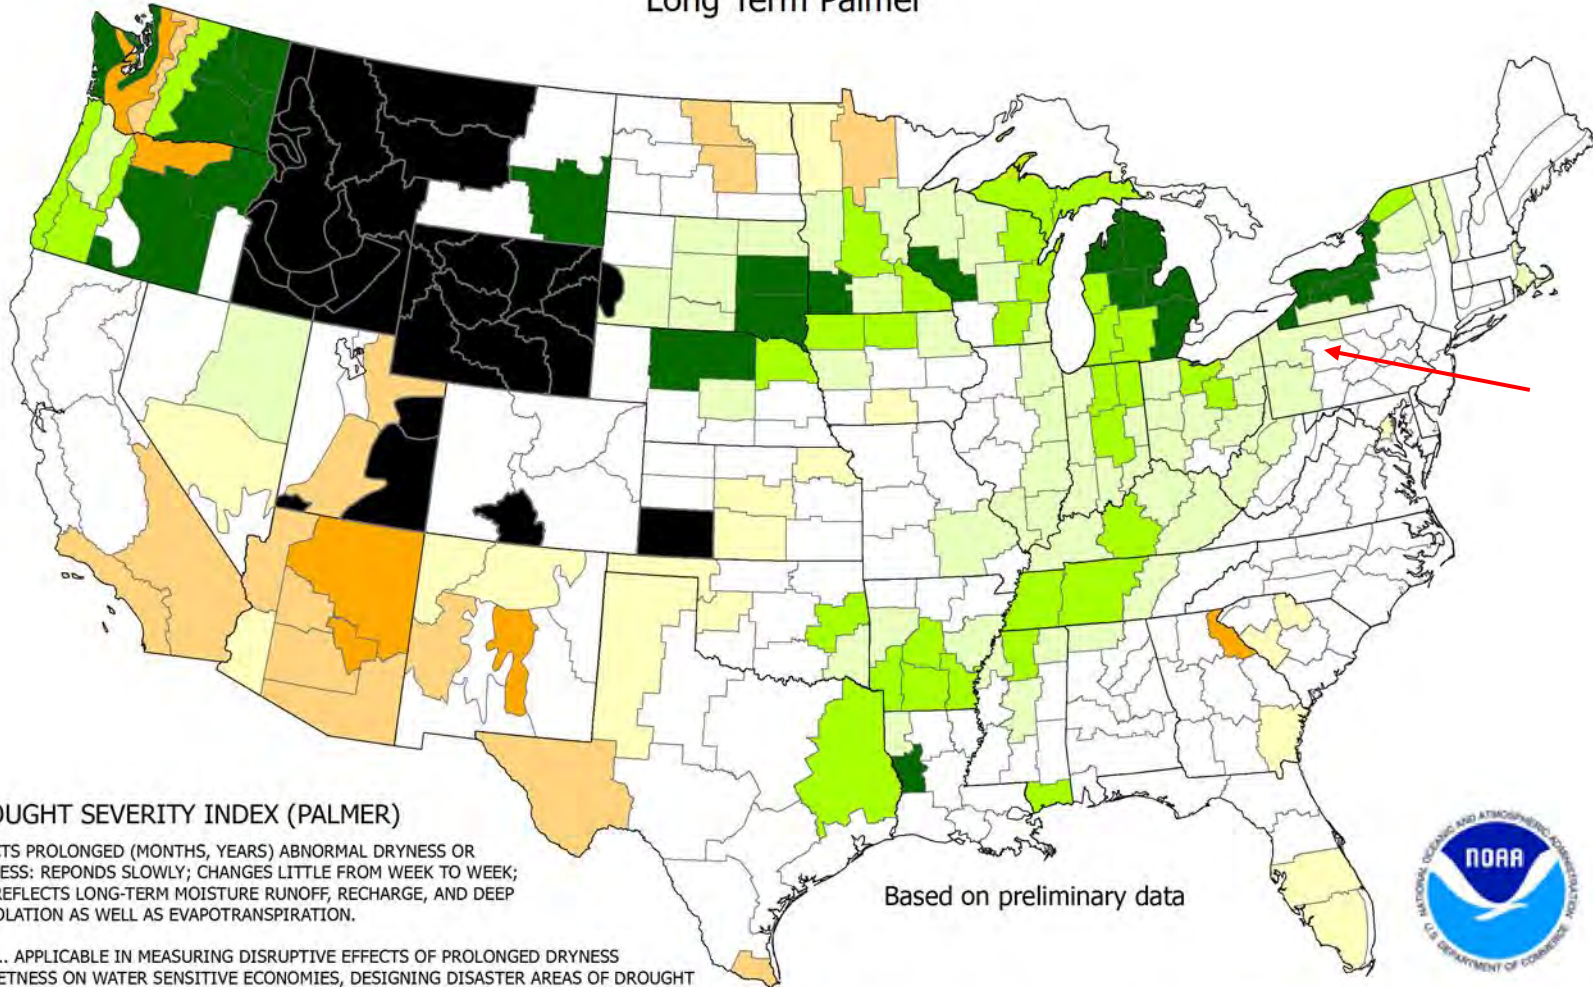 Long Term Palmer
OUGHT SEVERITY INDEX (PALMER)
CTS PROLONGED (MONTHS, YEARS) ABNORMAL DRYNESS OR
ESS: REPONDS SLOWLY; CHANGES LITTLE FROM WEEK TO WEEK;
REFLECTS LONG-TERM MOISTURE RUNOFF, RECHARGE, AND DEEP
OLATION AS WELL AS EVAPOTRANSPIRATION.
.. APPLICABLE IN MEASURING DISRUPTIVE EFFECTS OF PROLONGED DRYNESS
ETNESS ON WATER SENSITIVE ECONOMIES, DESIGNING DISASTER AREAS OF DROUGHT
Based on preliminary data
NATIONAL OCEANIC AND ATMOSPHERIC ADMINISTRATION
NOAA
U.S. DEPARTMENT OF COMMERCE